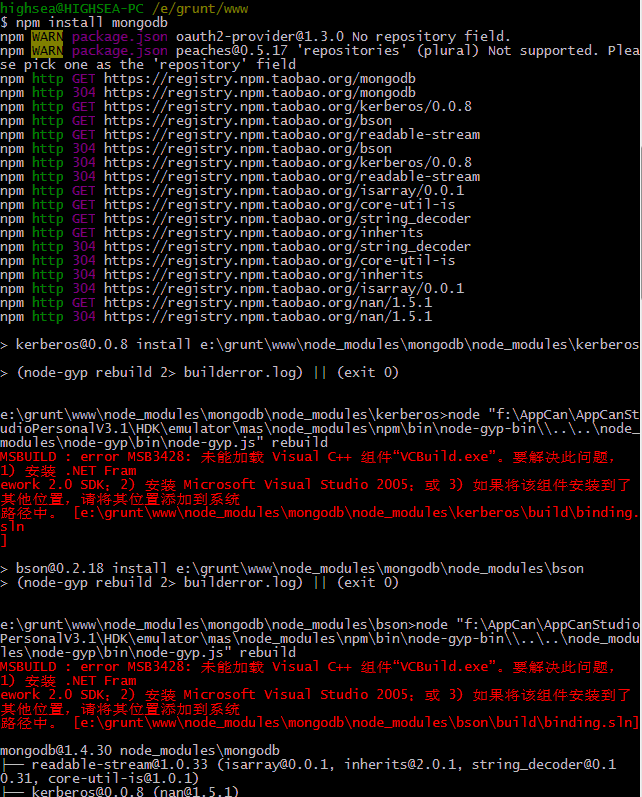 highsea@HIGHSEA-PC /e/grunt/www
$ npm install mongodb
npm WARN package.json oauth2-provider@1.3.0 No repository field.
npm WARN package.json peaches@0.5.17 'repositories' (plural) Not supported. Plea
se pick one as the 'repository' field
npm http GET https://registry.npm.taobao.org/mongodb
npm http 304 https://registry.npm.taobao.org/mongodb
npm http GET https://registry.npm.taobao.org/kerberos/0.0.8
npm http GET https://registry.npm.taobao.org/bson
npm http GET https://registry.npm.taobao.org/readable-stream
npm http 304 https://registry.npm.taobao.org/bson
npm http 304 https://registry.npm.taobao.org/kerberos/0.0.8
npm http 304 https://registry.npm.taobao.org/readable-stream
npm http GET https://registry.npm.taobao.org/isarray/0.0.1
npm http GET https://registry.npm.taobao.org/core-util-is
npm http GET https://registry.npm.taobao.org/string_decoder
npm http GET https://registry.npm.taobao.org/inherits
npm http 304 https://registry.npm.taobao.org/string_decoder
npm http 304 https://registry.npm.taobao.org/core-util-is
npm http 304 https://registry.npm.taobao.org/inherits
npm http 304 https://registry.npm.taobao.org/isarray/0.0.1
npm http GET https://registry.npm.taobao.org/nan/1.5.1
npm http 304 https://registry.npm.taobao.org/nan/1.5.1
> kerberos@0.0.8 install e:\grunt\www\node_modules\mongodb\node_modules\kerberos
> (node-gyp rebuild 2> builderror.log) || (exit 0)
e:\grunt\www\node_modules\mongodb\node_modules\kerberos>node "f:\AppCan\AppCanSt
udioPersonalV3.1\HDK\emulator\mas\node_modules\npm\bin\node-gyp-bin\\..\..\node_
modules\node-gyp\bin\node-gyp.js" rebuild
MSBUILD : error MSB3428: 未能加载 Visual C++ 组件“VCBuild.exe”。要解决此问题，
1) 安装 .NET Fram
ework 2.0 SDK；2) 安装 Microsoft Visual Studio 2005；或 3) 如果将该组件安装到了
其他位置，请将其位置添加到系统
路径中。 [e:\grunt\www\node_modules\mongodb\node_modules\kerberos\build\binding.
sln
]
> bson@0.2.18 install e:\grunt\www\node_modules\mongodb\node_modules\bson
> (node-gyp rebuild 2> builderror.log) || (exit 0)
e:\grunt\www\node_modules\mongodb\node_modules\bson>node "f:\AppCan\AppCanStudio
PersonalV3.1\HDK\emulator\mas\node_modules\npm\bin\node-gyp-bin\\..\..\node_modu
les\node-gyp\bin\node-gyp.js" rebuild
MSBUILD : error MSB3428: 未能加载 Visual C++ 组件“VCBuild.exe”。要解决此问题，
1) 安装 .NET Fram
ework 2.0 SDK；2) 安装 Microsoft Visual Studio 2005；或 3) 如果将该组件安装到了
其他位置，请将其位置添加到系统
路径中。 [e:\grunt\www\node_modules\mongodb\node_modules\bson\build\binding.sln]
mongodb@1.4.30 node_modules\mongodb
├── readable-stream@1.0.33 (isarray@0.0.1, inherits@2.0.1, string_decoder@0.1
0.31, core-util-is@1.0.1)
├── kerberos@0.0.8 (nan@1.5.1)